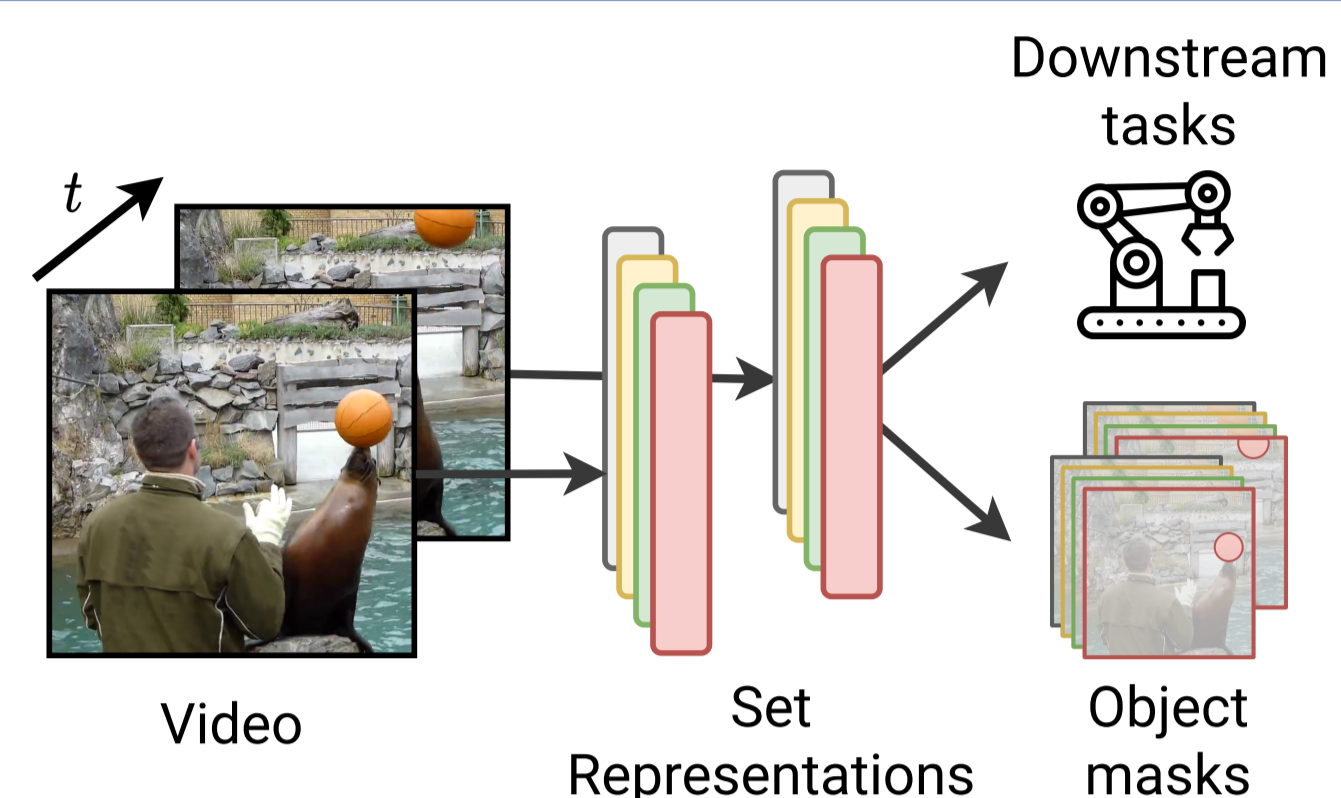 Downstream
tasks
t
Video
Set
Representations
Object
masks